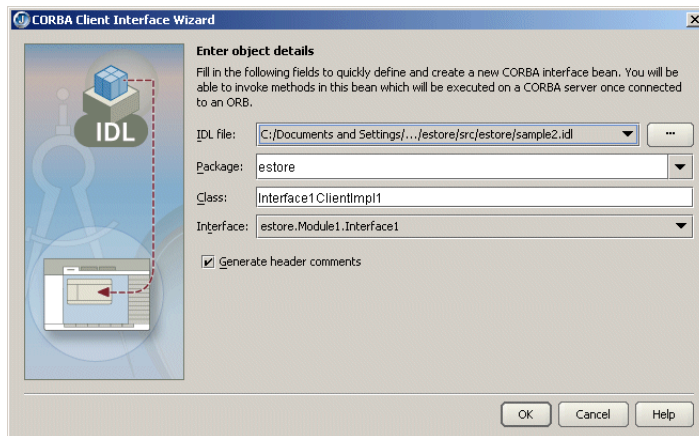 CORBA Client Interface Wizard
IDL
Enter object details
Fill in the following fields to quickly define and create a new CORBA interface bean. You will be
able to invoke methods in this bean which will be executed on a CORBA server once connected
to an ORB.
IDL file: C:/Documents and Settings/.../estore/src/estore/sample2.idl ...
Package: estore
Class: Interface1ClientImpl1
Interface: estore.Module1.Interface1
Generate header comments
OK Cancel Help